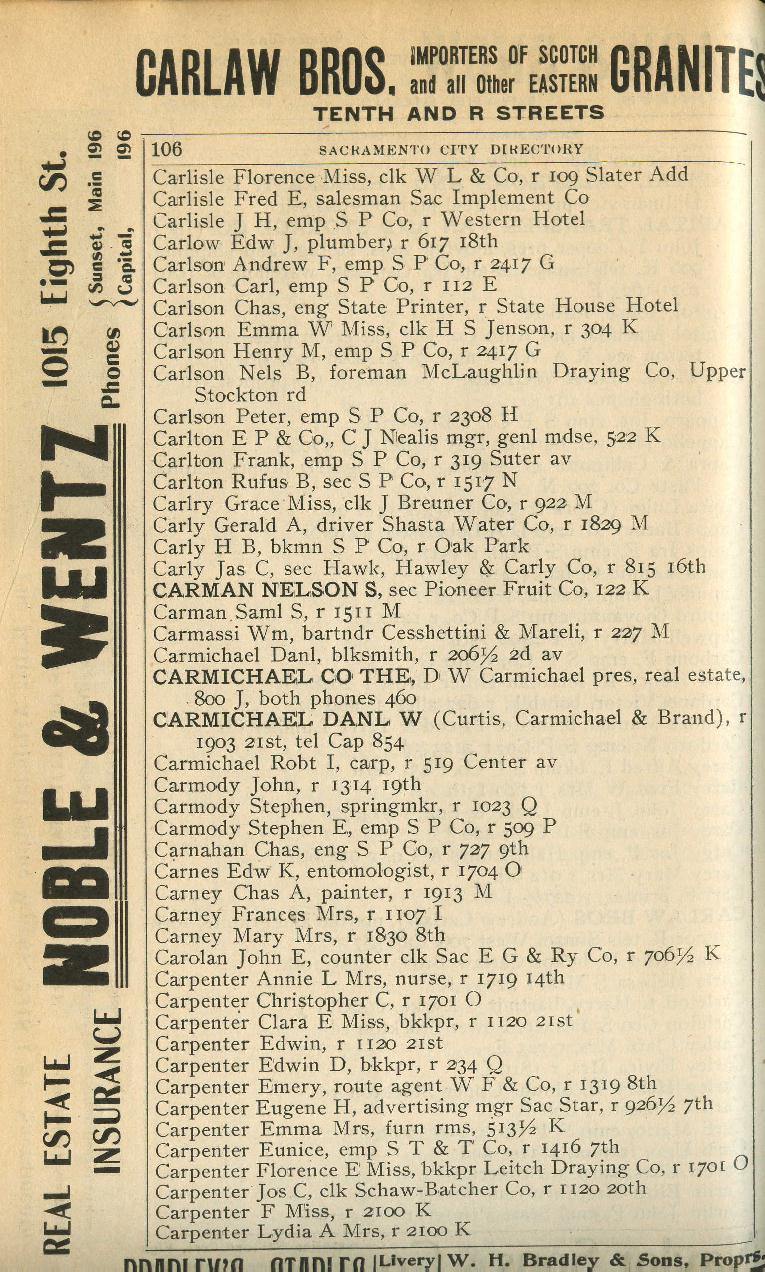 CARLAW BROS. IMPORTERS OF SCOTCH and all Other EASTERN GRANITES
TENTH AND R STREETS
106 SACRAMENTO CITY DIRECTORY
Carlisle Florence Miss, clk W L & Co, r 109 Slater Add
Carlisle Fred E, salesman Sac Implement Co
Carlisle J H, emp S P Co, r Western Hotel
Carlow Edw J, plumber, r 617 18th
Carlson Andrew F, emp S P Co, r 2417 G
Carlson Carl, emp S P Co, r 112 E
Carlson Chas, eng State Printer, r State House Hotel
Carlson Emma W Miss, clk H S Jenson, r 304 K
Carlson Henry M, emp S P Co, r 2417 G
Carlson Nels B, foreman McLaughlin Draying Co, Upper
Stockton rd
Carlson Peter, emp S P Co, r 2308 H
Carlton E P & Co,, C J Nealis mgr, genl mdse, 522 K
Carlton Frank, emp S P Co, r 319 Suter av
Carlton Rufus B, sec S P Co, r 1517 N
Carlry Grace Miss, clk J Breuner Co, r 922 M
Carly Gerald A, driver Shasta Water Co, r 1829 M
Carly H B, bkmn S P Co, r Oak Park
Carly Jas C, sec Hawk, Hawley & Carly Co, r 815 16th
CARMAN NELSON S, sec Pioneer Fruit Co, 122 K
Carman Saml S, r 1511 M
Carmassi Wm, bartndr Cesshettini & Mareli, r 227 M
Carmichael Danl, blksmith, r 206½ 2d av
CARMICHAEL CO THE, D W Carmichael pres, real estate,
800 J, both phones 460
CARMICHAEL DANL W (Curtis, Carmichael & Brand), r
1903 21st, tel Cap 854
Carmichael Robt I, carp, r 519 Center av
Carmody John, r 1314 19th
Carmody Stephen, springmkr, r 1023 Q
Carmody Stephen E, emp S P Co, r 509 P
Carnahan Chas, eng S P Co, r 727 9th
Carnes Edw K, entomologist, r 1704 O
Carney Chas A, painter, r 1913 M
Carney Frances Mrs, r 1107 I
Carney Mary Mrs, r 1830 8th
Carolan John E, counter clk Sac E G & Ry Co, r 706½ K
Carpenter Annie L Mrs, nurse, r 1719 14th
Carpenter Christopher C, r 1701 O
Carpenter Clara E Miss, bkkpr, r 1120 21st
Carpenter Edwin, r 1120 21st
Carpenter Edwin D, bkkpr, r 234 Q
Carpenter Emery, route agent W F & Co, r 1319 8th
Carpenter Eugene H, advertising mgr Sac Star, r 926½ 7th
Carpenter Emma Mrs, furn rms, 513½ K
Carpenter Eunice, emp S T & T Co, r 1416 7th
Carpenter Florence E Miss, bkkpr Leitch Draying Co, r 1701 O
Carpenter Jos C, clk Schaw-Batcher Co, r 1120 20th
Carpenter F Miss, r 2100 K
Carpenter Lydia A Mrs, r 2100 K
REAL ESTATE
INSURANCE
NOBLE & WENTZ
1015 Eighth St.
Phones { Sunset, Main 196
Capital, 196
Livery W. H. Bradley & Sons, Proprs.